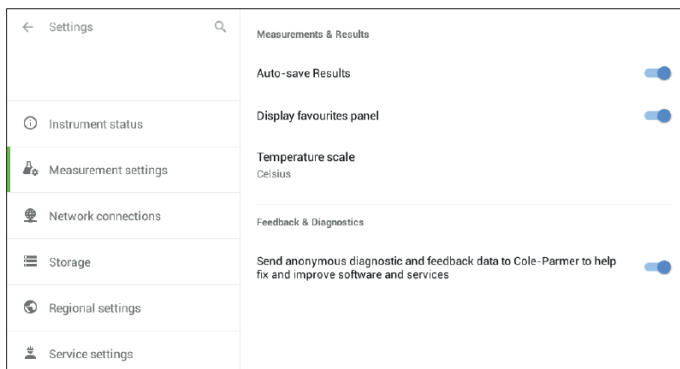 Settings
Instrument status
Measurement settings
Network connections
Storage
Regional settings
Service settings
Measurements & Results
Auto-save Results
Display favourites panel
Temperature scale
Celsius
Feedback & Diagnostics
Send anonymous diagnostic and feedback data to Cole-Parmer to help
fix and improve software and services